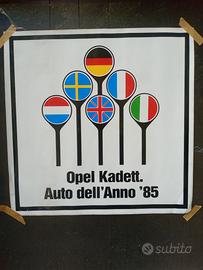 Opel Kadett.
Auto dell'Anno '85
subito